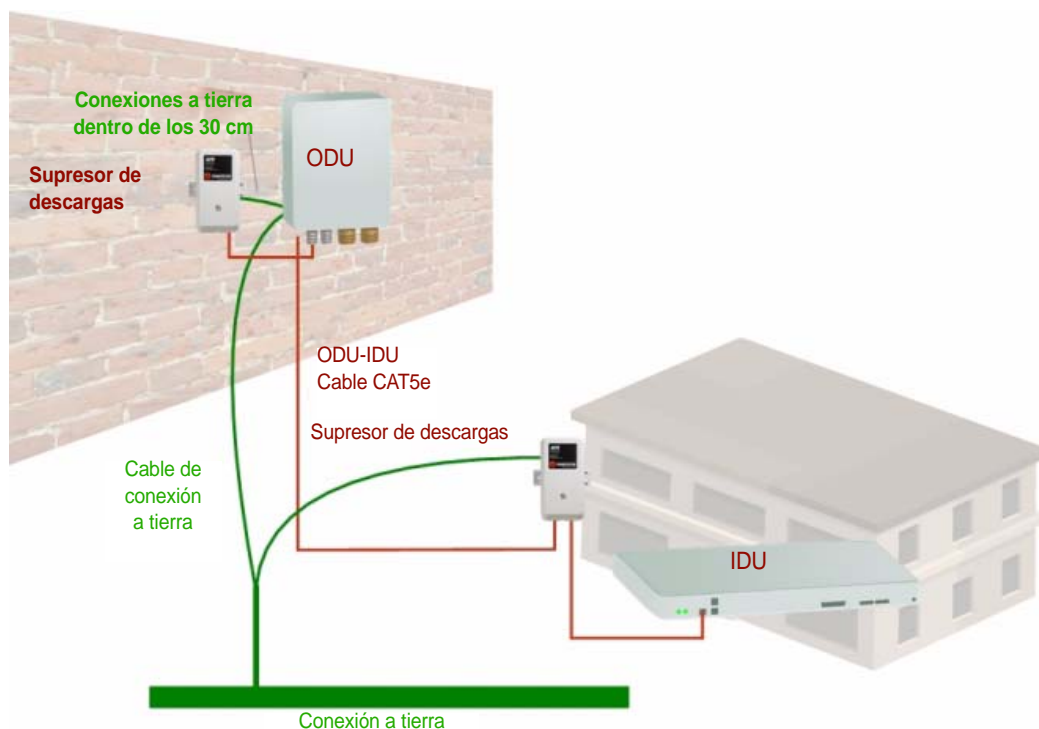 Conexiones a tierra
dentro de los 30 cm
ODU
Supresor de
descargas
ODU-IDU
Cable CAT5e
Supresor de descargas
Cable de
conexión
a tierra
IDU
Conexión a tierra